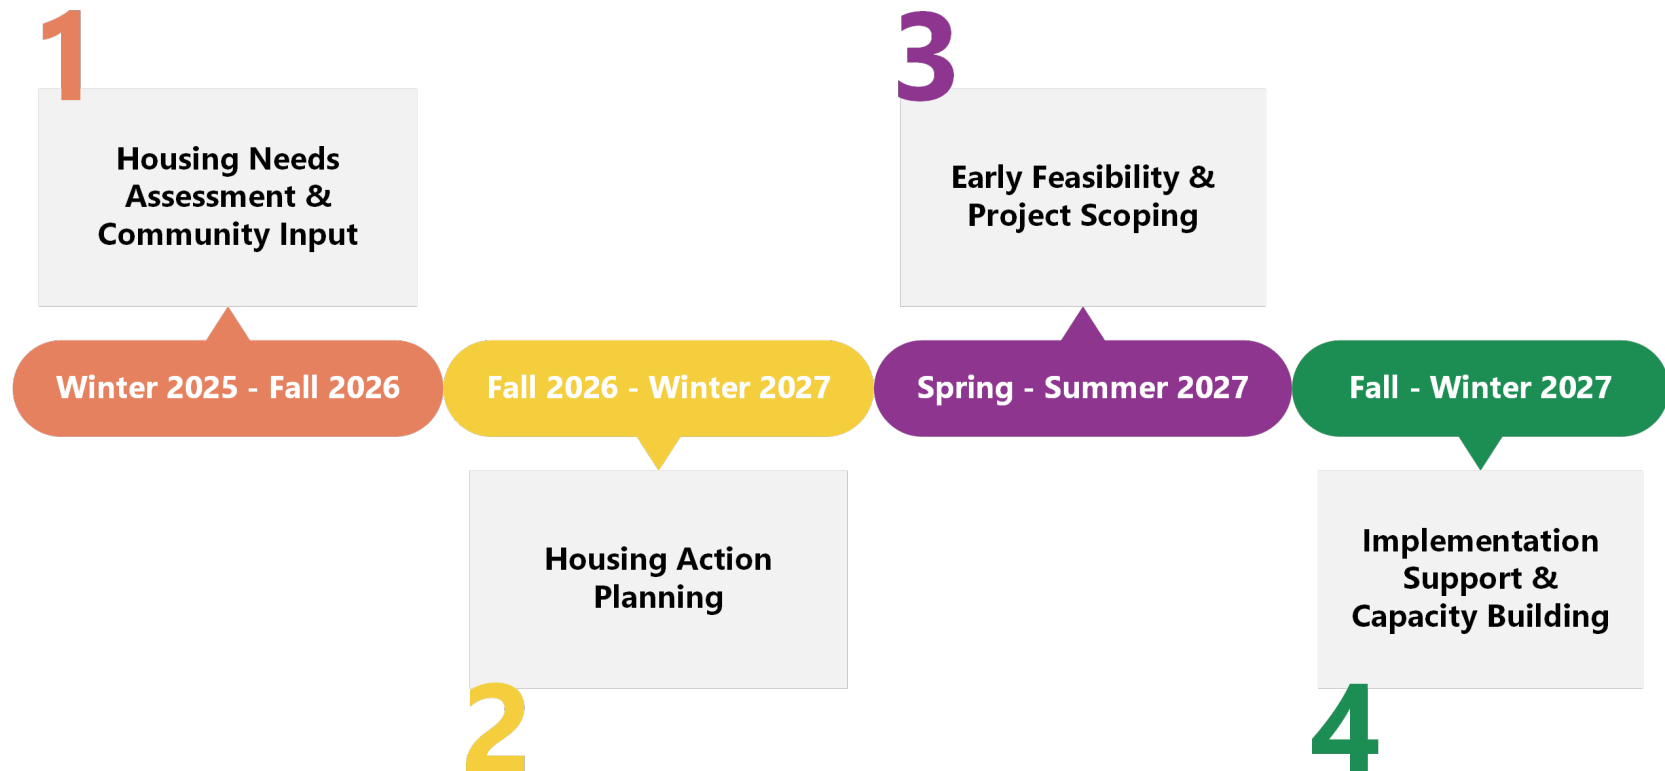 1
Housing Needs
Assessment &
Community Input
Winter 2025 - Fall 2026
Fall 2026 - Winter 2027
Housing Action
Planning
2
3
Early Feasibility &
Project Scoping
Spring - Summer 2027
Fall - Winter 2027
Implementation
Support &
Capacity Building
4